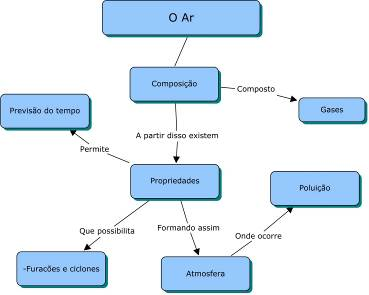 O Ar
Composição
Composto
Gases
Previsão do tempo
A partir disso existem
Permite
Propriedades
Poluição
Que possibilita
Formando assim
Onde ocorre
-Furacões e ciclones
Atmosfera